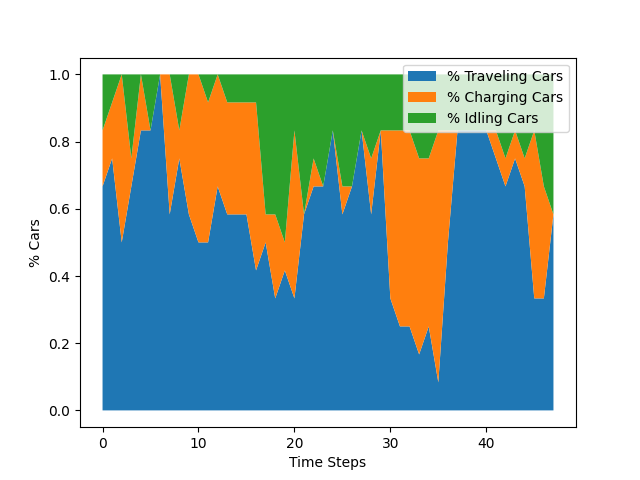 % Traveling Cars
% Charging Cars
% Idling Cars
1.0
0.8
0.6
0.4
0.2
0.0
% Cars
0 10 20 30 40
Time Steps